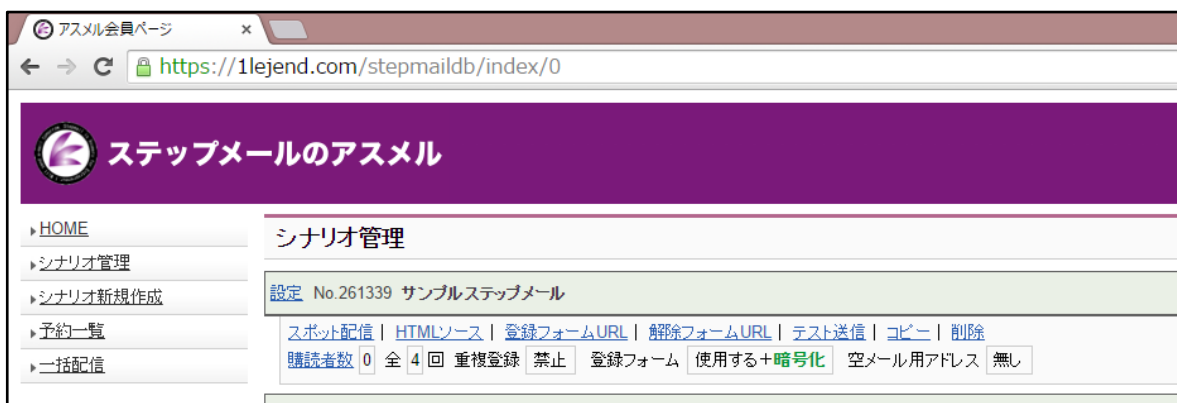 アスメル会員ページ ×
https://1lejend.com/stepmaildb/index/0
ステップメールのアスメル
HOME
シナリオ管理
シナリオ新規作成
予約一覧
一括配信
シナリオ管理
設定 No.261339 サンプルステップメール
スポット配信 | HTMLソース | 登録フォームURL | 解除フォームURL | テスト送信 | コピー | 削除
購読者数 0 全 4 回 重複登録 禁止 登録フォーム 使用する+暗号化 空メール用アドレス 無し